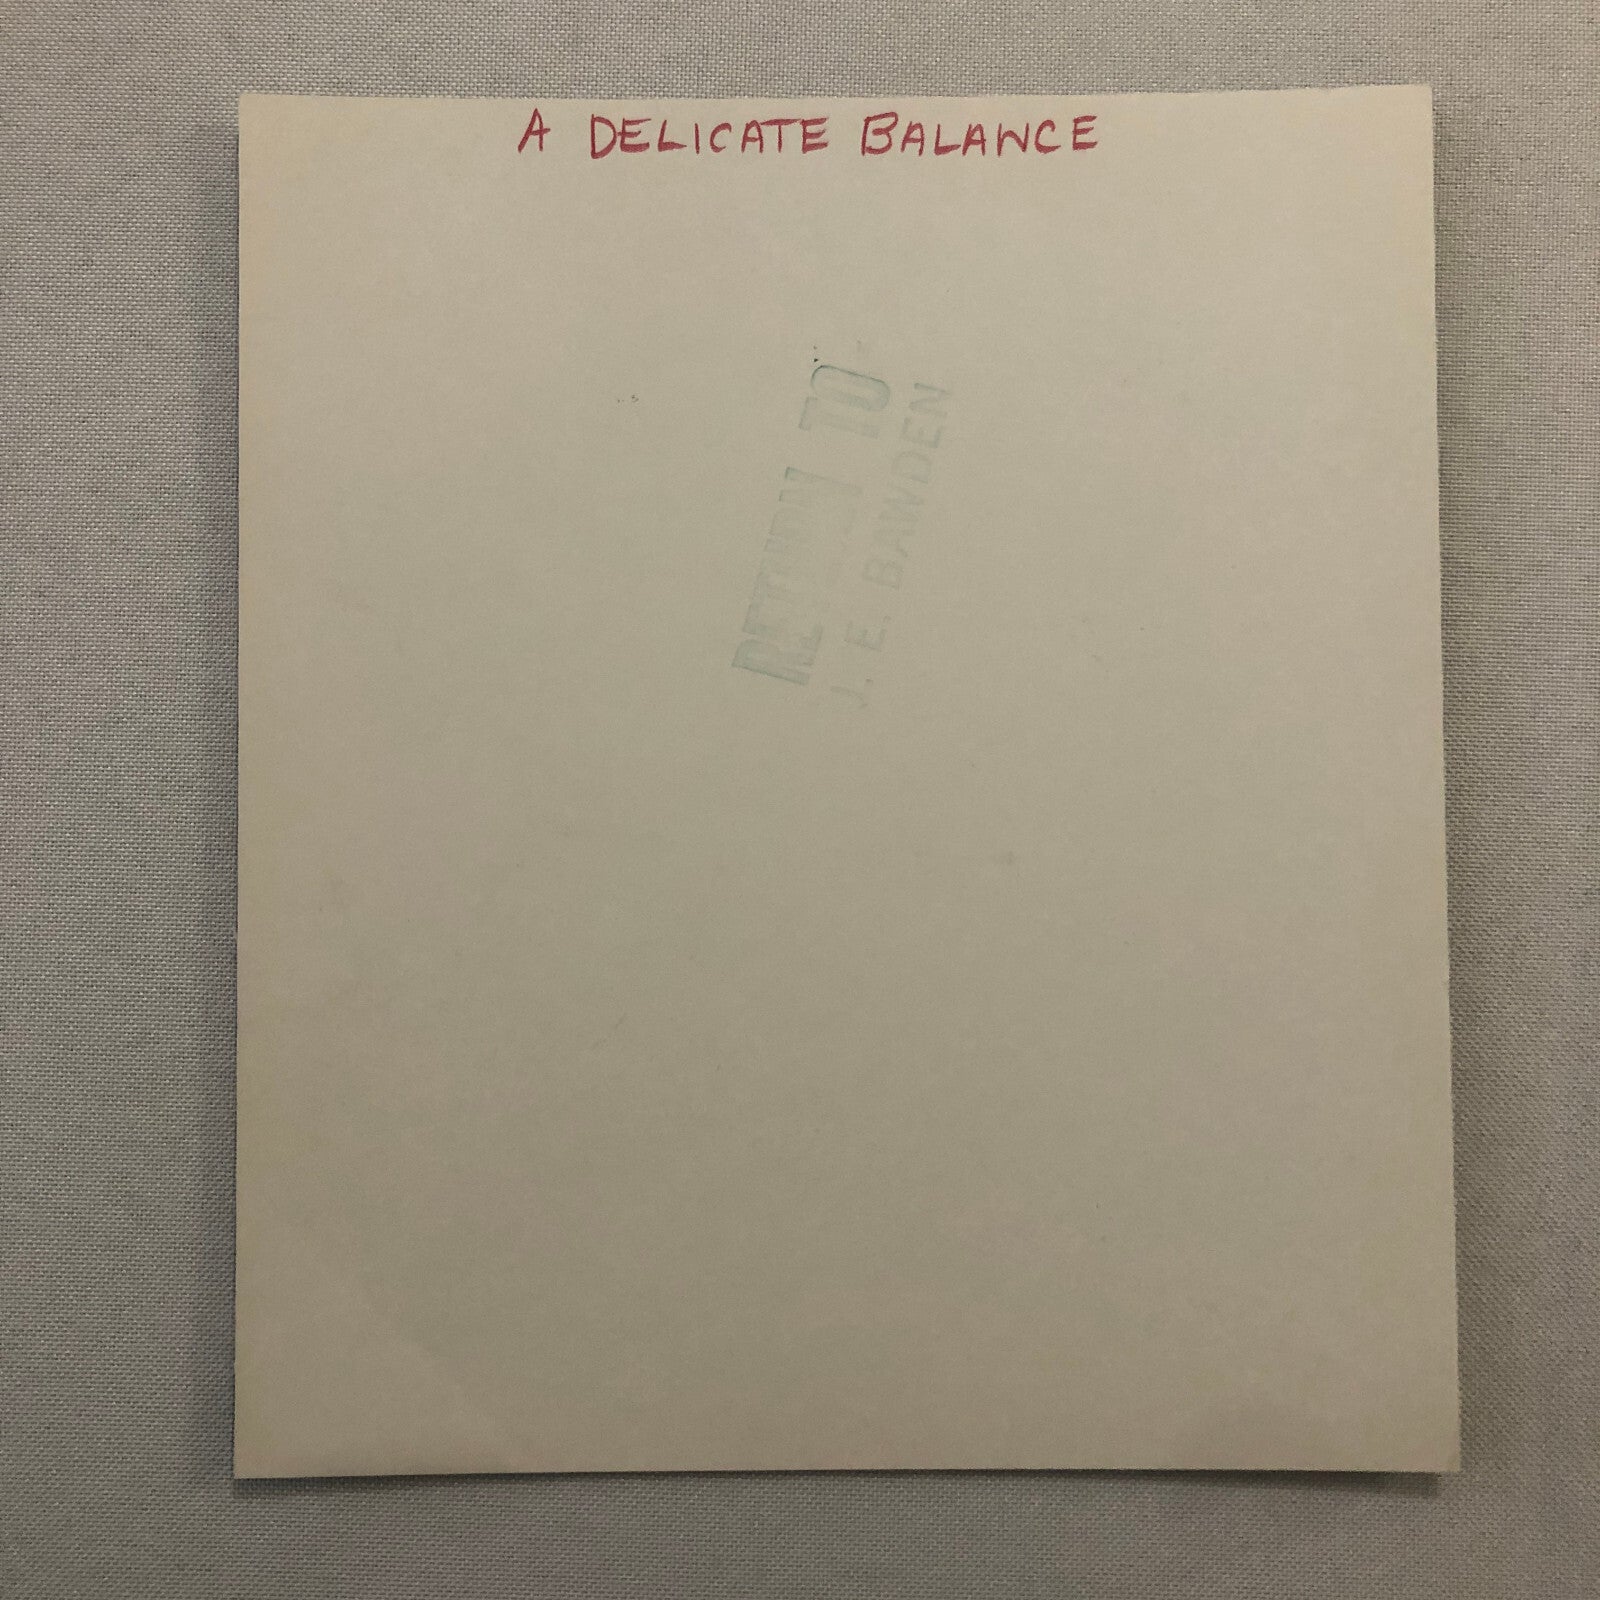 A DELICATE BALANCE
RETURN TO
J. E. BAWDEN